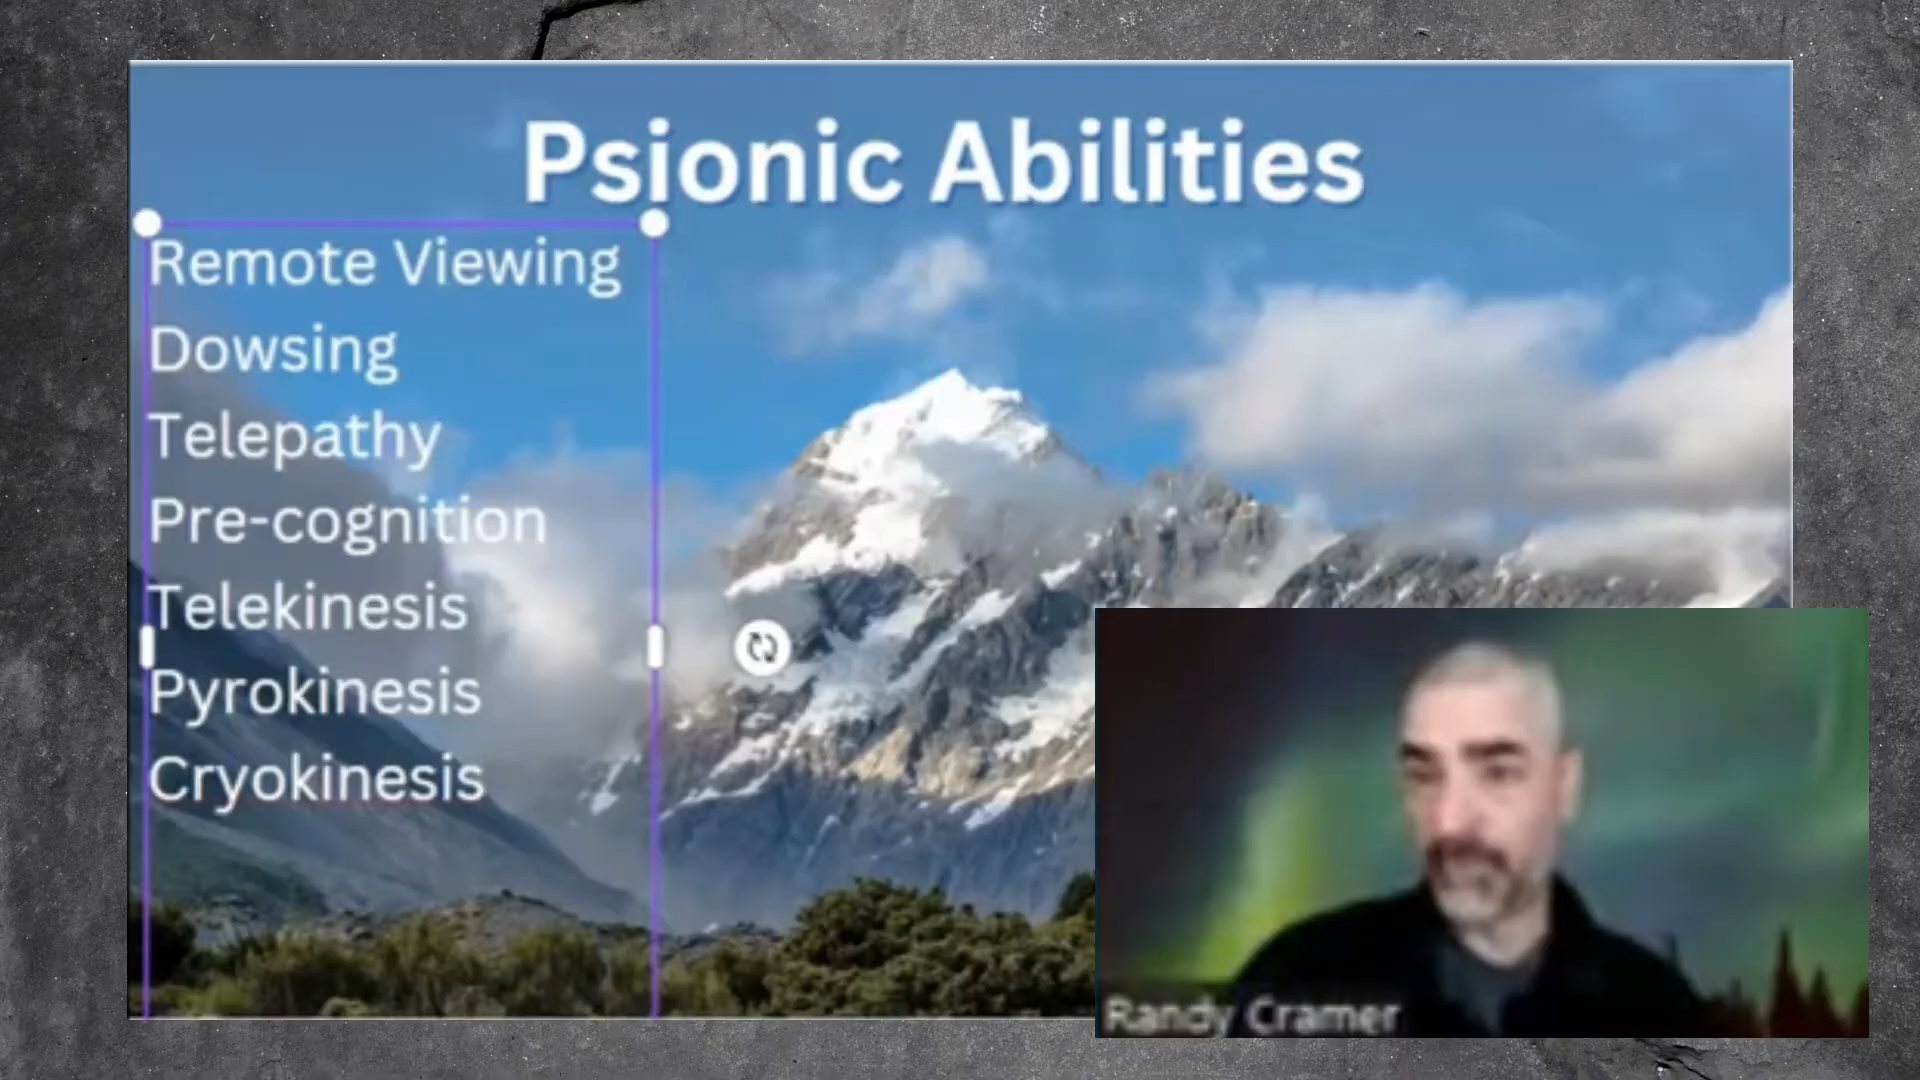 Psionic Abilities
Remote Viewing
Dowsing
Telepathy
Pre-cognition
Telekinesis
Pyrokinesis
Cryokinesis
Randy Cramer